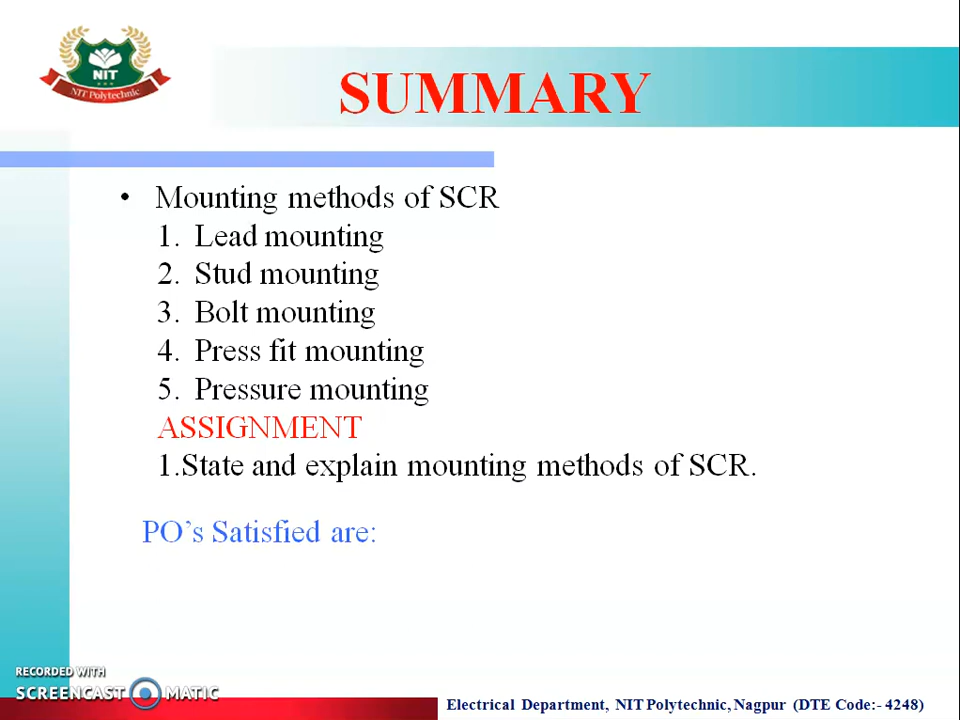 NIT
NIT Polytechnic
SUMMARY
• Mounting methods of SCR
1. Lead mounting
2. Stud mounting
3. Bolt mounting
4. Press fit mounting
5. Pressure mounting
ASSIGNMENT
1.State and explain mounting methods of SCR.
PO's Satisfied are:
RECORDED WITH
SCREENCAST MATIC
Electrical Department, NIT Polytechnic, Nagpur (DTE Code:- 4248)